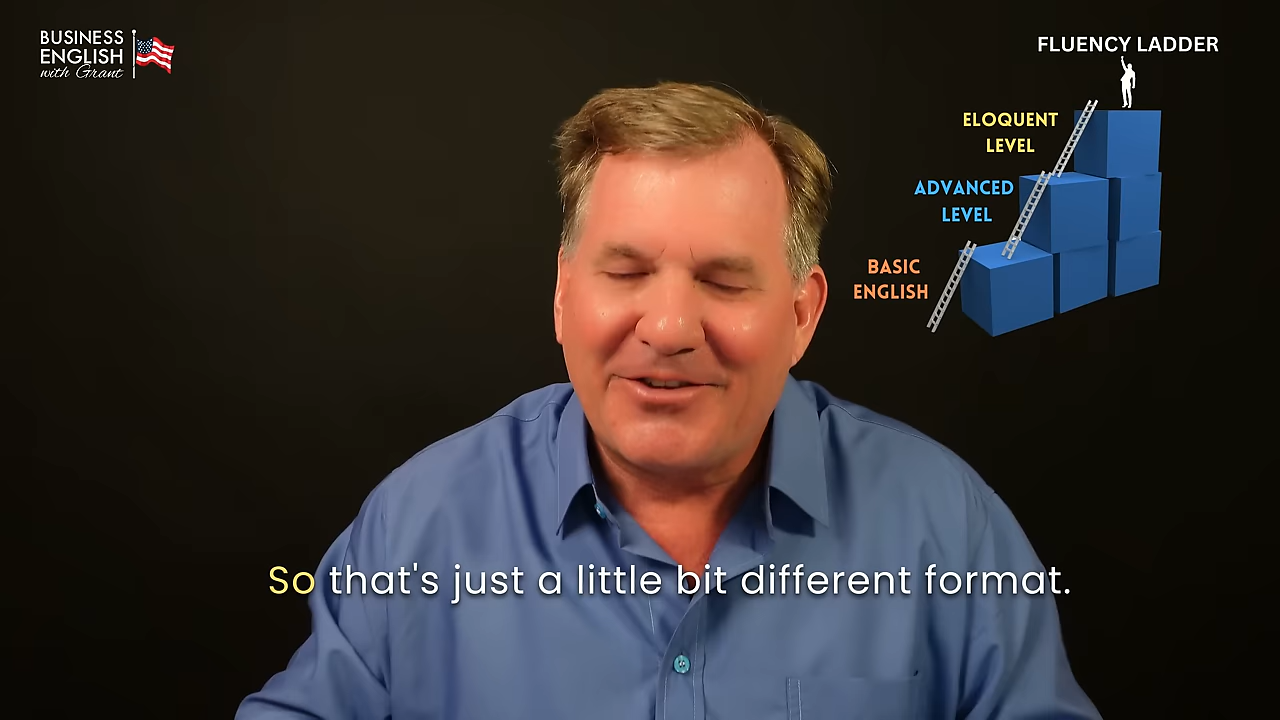 BUSINESS
ENGLISH
with Grant
FLUENCY LADDER
ELOQUENT
LEVEL
ADVANCED
LEVEL
BASIC
ENGLISH
So that's just a little bit different format.